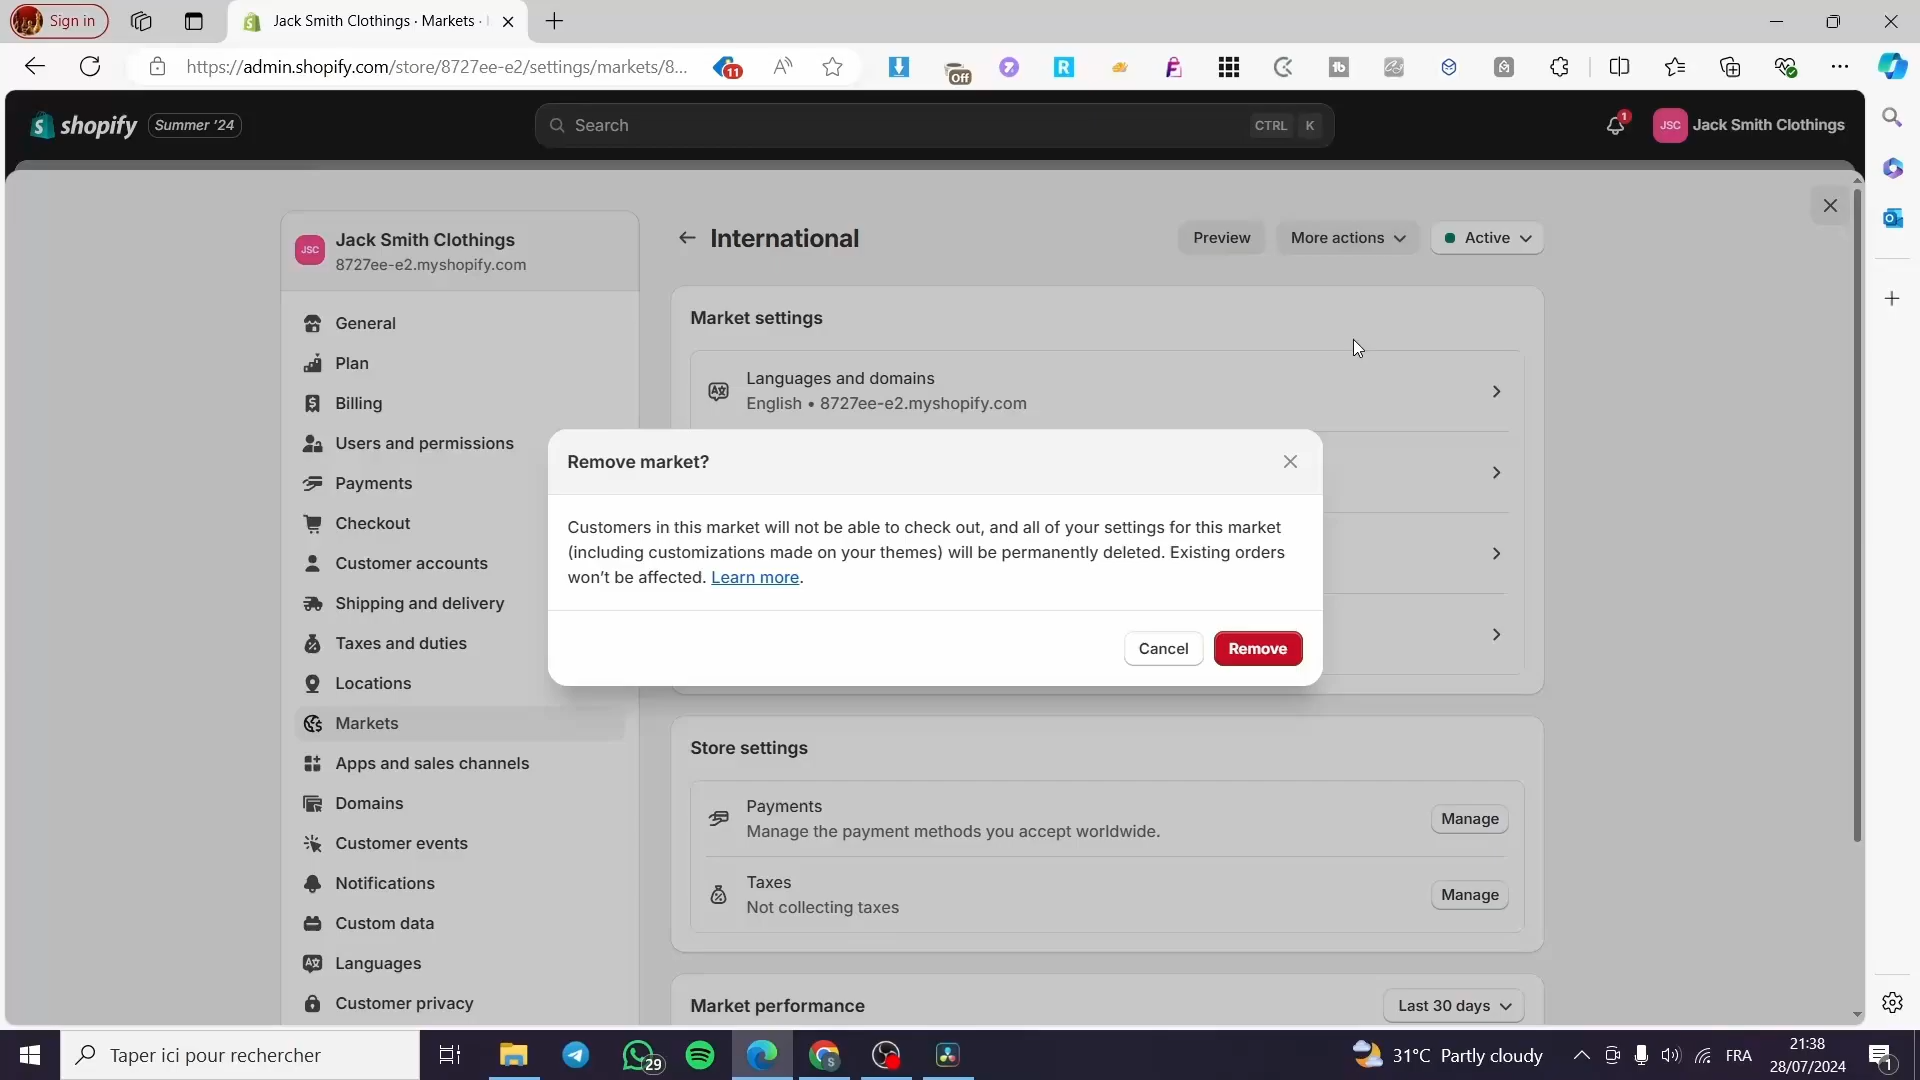 Sign in
Jack Smith Clothings · Markets ·
https://admin.shopify.com/store/8727ee-e2/settings/markets/8...
11
Off
shopify
Summer '24
Search
CTRL K
1
JSC
Jack Smith Clothings
JSC
Jack Smith Clothings
8727ee-e2.myshopify.com
General
Plan
Billing
Users and permissions
Payments
Checkout
Customer accounts
Shipping and delivery
Taxes and duties
Locations
Markets
Apps and sales channels
Domains
Customer events
Notifications
Custom data
Languages
Customer privacy
International
Preview
More actions
Active
Market settings
Languages and domains
English • 8727ee-e2.myshopify.com
Remove market?
Customers in this market will not be able to check out, and all of your settings for this market
(including customizations made on your themes) will be permanently deleted. Existing orders
won't be affected. Learn more.
Cancel
Remove
Store settings
Payments
Manage the payment methods you accept worldwide.
Manage
Taxes
Not collecting taxes
Manage
Market performance
Last 30 days
Taper ici pour rechercher
29
31°C Partly cloudy
FRA
21:38
28/07/2024
1